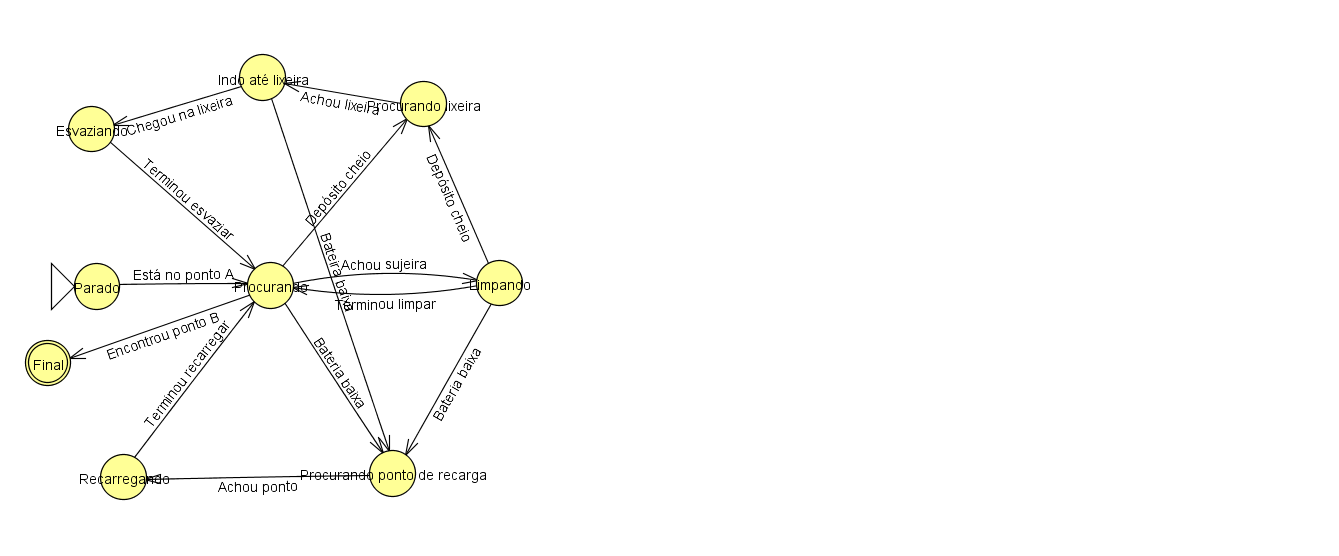 Indo até lixeira
Achou lixeira
Procurando lixeira
Chegou na lixeira
Esvaziando
Terminou esvaziar
Depósito cheio
Depósito cheio
Bateira baixa
Achou sujeira
Está no ponto A
Parado
Procurando
Limpando
Terminou limpar
Encontrou ponto B
Final
Terminou recarregar
Bateria baixa
Bateria baixa
Recarregando
Procurando ponto de recarga
Achou ponto